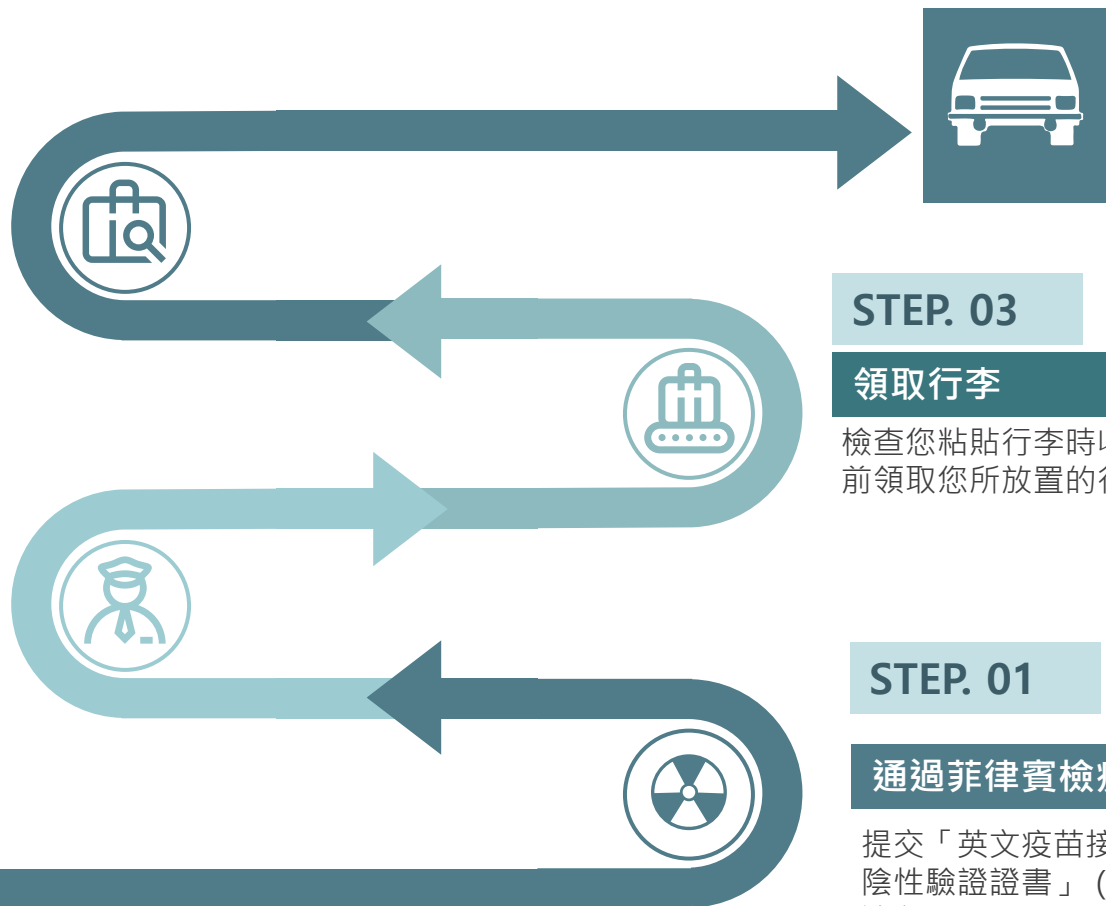 STEP. 03
領取行李
檢查您粘貼行李時
前領取您所放置的
STEP. 01
通過菲律賓檢
提交「英文疫苗接
陰性驗證證書」(